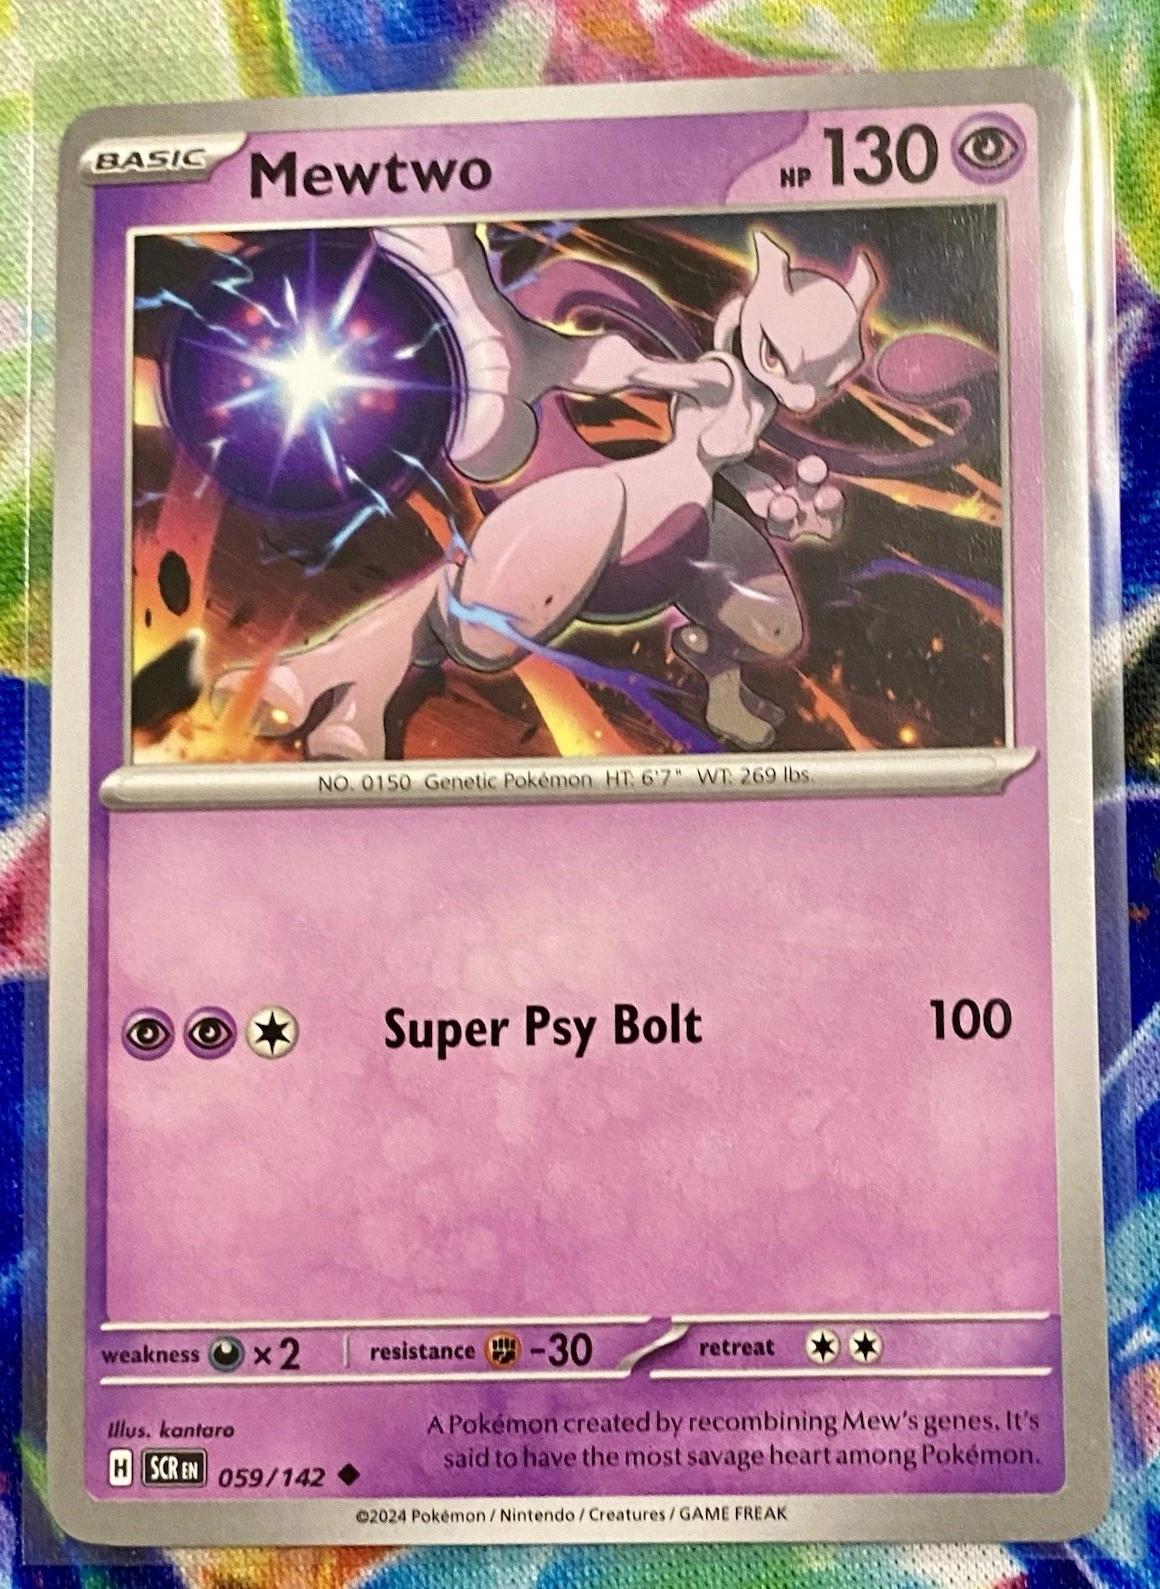 BASIC Mewtwo HP 130
NO. 0150 Genetic Pokémon HT: 6'7" WT: 269 lbs.
Super Psy Bolt 100
weakness ×2 resistance -30 retreat
Illus. kantaro
A Pokémon created by recombining Mew's genes. It's
said to have the most savage heart among Pokémon.
H SCR EN 059/142
©2024 Pokémon / Nintendo / Creatures / GAME FREAK